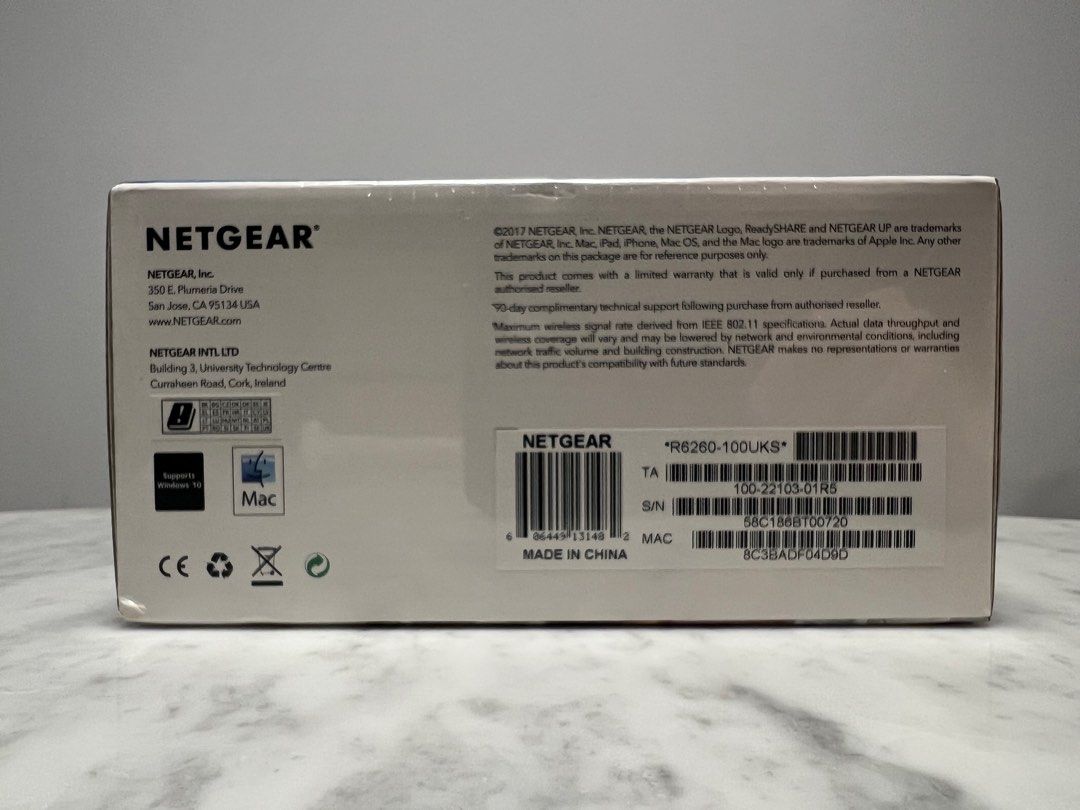 NETGEAR®
NETGEAR, Inc.
350 E. Plumeria Drive
San Jose, CA 95134 USA
www.NETGEAR.com
NETGEAR INTL LTD
Building 3, University Technology Centre
Curraheen Road, Cork, Ireland
Supports
Windows 10
Mac
CE
©2017 NETGEAR, Inc. NETGEAR, the NETGEAR Logo, ReadySHARE and NETGEAR UP are trademarks
of NETGEAR, Inc. Mac, iPad, iPhone, Mac OS, and the Mac logo are trademarks of Apple Inc. Any other
trademarks on this package are for reference purposes only.
This product comes with a limited warranty that is valid only if purchased from a NETGEAR
authorised reseller.
90-day complimentary technical support following purchase from authorised reseller.
Maximum wireless signal rate derived from IEEE 802.11 specifications. Actual data throughput and
wireless coverage will vary and may be lowered by network and environmental conditions, including
network traffic volume and building construction. NETGEAR makes no representations or warranties
about this product's compatibility with future standards.
NETGEAR
6 06449 13148 2
MADE IN CHINA
*R6260-100UKS*
TA
100-22103-01R5
S/N
58C186BT00720
MAC
8C3BADF04D9D